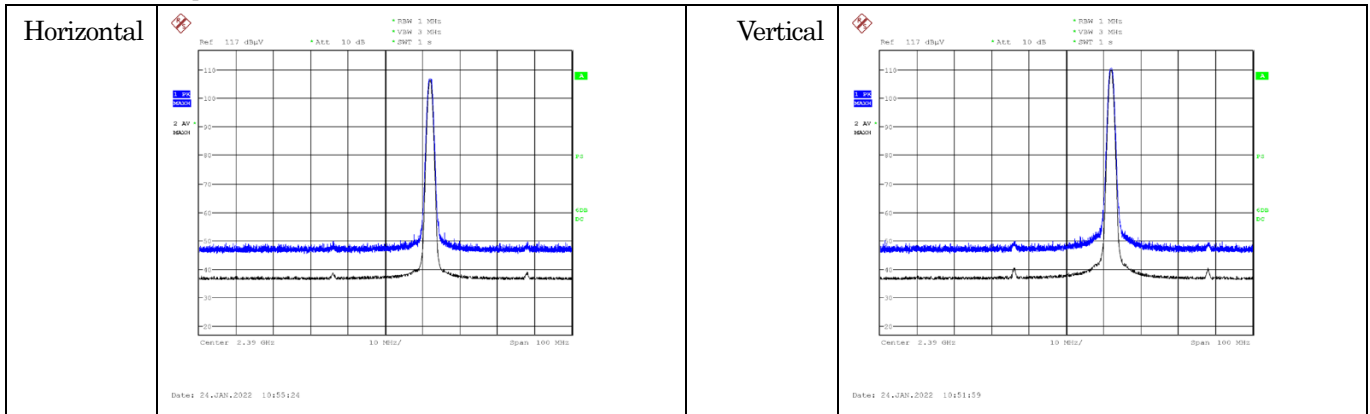 Horizontal
* RBW 1 MHz
* VBW 3 MHz
Ref 117 dBµV * Att 10 dB * SWT 1 s
110
A
1 PK
MAXH
100
2 AV *
MAXH
90
80
PS
70
60
6DB
DC
50
40
30
20
Center 2.39 GHz 10 MHz/ Span 100 MHz
Date: 24.JAN.2022 10:55:24
Vertical
* RBW 1 MHz
* VBW 3 MHz
Ref 117 dBµV * Att 10 dB * SWT 1 s
110
A
1 PK
MAXH
100
2 AV *
MAXH
90
80
PS
70
60
6DB
DC
50
40
30
20
Center 2.39 GHz 10 MHz/ Span 100 MHz
Date: 24.JAN.2022 10:51:59